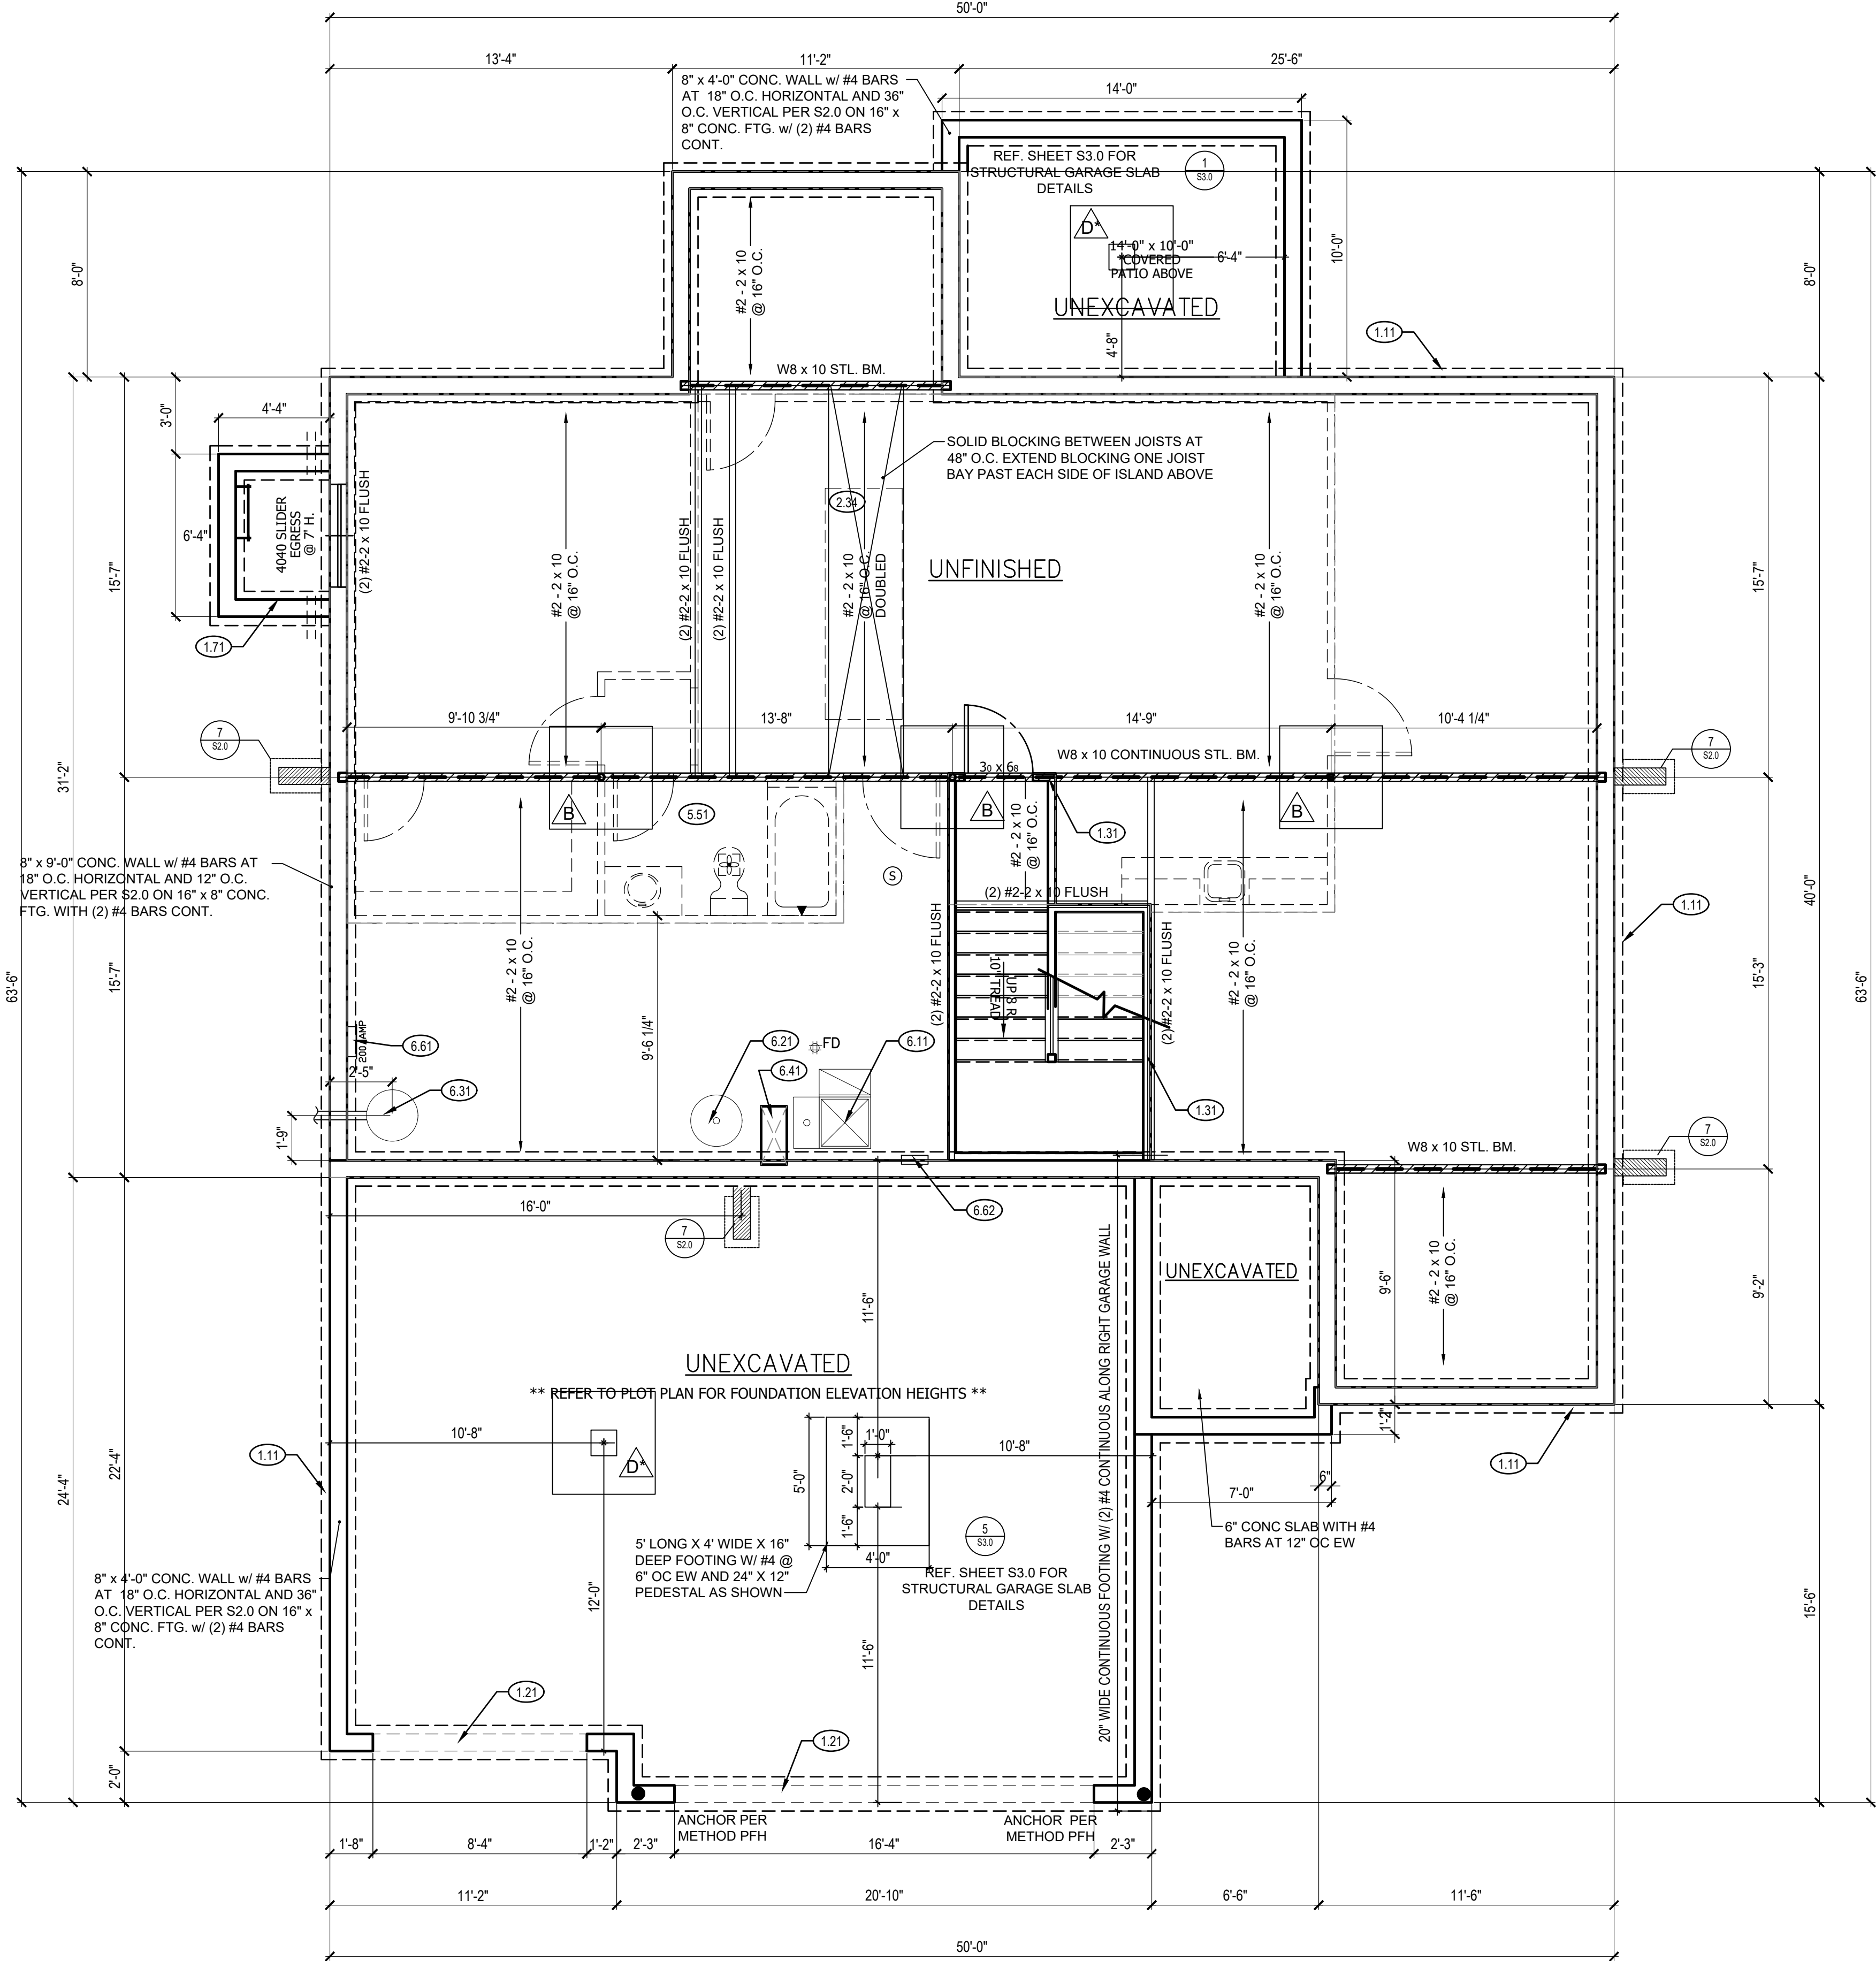 50'-0"
13'-4"
11'-2"
25'-6"
8" x 4'-0" CONC. WALL w/ #4 BARS
AT 18" O.C. HORIZONTAL AND 36"
O.C. VERTICAL PER S2.0 ON 16" x
8" CONC. FTG. w/ (2) #4 BARS
CONT.
14'-0"
REF. SHEET S3.0 FOR
STRUCTURAL GARAGE SLAB
DETAILS
1
S3.0
D*
14'-0" x 10'-0"
COVERED
PATIO ABOVE
6'-4"
4'-8"
10'-0"
UNEXCAVATED
8'-0"
8'-0"
#2 - 2 x 10
@ 16" O.C.
1.11
W8 x 10 STL. BM.
3'-0"
4'-4"
6'-4"
4040 SLIDER
EGRESS
@ 7' H.
(2) #2-2 x 10 FLUSH
1.71
15'-7"
SOLID BLOCKING BETWEEN JOISTS AT
48" O.C. EXTEND BLOCKING ONE JOIST
BAY PAST EACH SIDE OF ISLAND ABOVE
2.34
#2 - 2 x 10
@ 16" O.C.
(2) #2-2 x 10 FLUSH
(2) #2-2 x 10 FLUSH
#2 - 2 x 10
@ 16" O.C.
DOUBLED
UNFINISHED
#2 - 2 x 10
@ 16" O.C.
15'-7"
63'-6"
31'-2"
9'-10 3/4"
13'-8"
14'-9"
10'-4 1/4"
7
S2.0
7
S2.0
W8 x 10 CONTINUOUS STL. BM.
30 x 68
B
5.51
B
B
#2 - 2 x 10
@ 16" O.C.
1.31
S
(2) #2-2 x 10 FLUSH
8" x 9'-0" CONC. WALL w/ #4 BARS AT
18" O.C. HORIZONTAL AND 12" O.C.
VERTICAL PER S2.0 ON 16" x 8" CONC.
FTG. WITH (2) #4 BARS CONT.
1.11
40'-0"
63'-6"
15'-7"
#2 - 2 x 10
@ 16" O.C.
(2) #2-2 x 10 FLUSH
UP 8 R
10" TREAD
(2) #2-2 x 10 FLUSH
#2 - 2 x 10
@ 16" O.C.
15'-3"
200 AMP
6.61
9'-6 1/4"
6.21
FD
6.11
6.41
2'-5"
6.31
1'-9"
1.31
W8 x 10 STL. BM.
7
S2.0
16'-0"
7
S2.0
6.62
UNEXCAVATED
9'-6"
#2 - 2 x 10
@ 16" O.C.
9'-2"
11'-6"
20" WIDE CONTINUOUS FOOTING W/ (2) #4 CONTINUOUS ALONG RIGHT GARAGE WALL
UNEXCAVATED
** REFER TO PLOT PLAN FOR FOUNDATION ELEVATION HEIGHTS **
10'-8"
D*
1'-6"
1'-0"
10'-8"
5'-0"
2'-0"
1'-6"
4'-0"
1'-2"
1.11
1.11
6"
7'-0"
6" CONC SLAB WITH #4
BARS AT 12" OC EW
24'-4"
22'-4"
5' LONG X 4' WIDE X 16"
DEEP FOOTING W/ #4 @
6" OC EW AND 24" X 12"
PEDESTAL AS SHOWN
5
S3.0
REF. SHEET S3.0 FOR
STRUCTURAL GARAGE SLAB
DETAILS
8" x 4'-0" CONC. WALL w/ #4 BARS
AT 18" O.C. HORIZONTAL AND 36"
O.C. VERTICAL PER S2.0 ON 16" x
8" CONC. FTG. w/ (2) #4 BARS
CONT.
12'-0"
11'-6"
15'-6"
1.21
1.21
2'-0"
ANCHOR PER
METHOD PFH
ANCHOR PER
METHOD PFH
1'-8"
8'-4"
1'-2"
2'-3"
16'-4"
2'-3"
11'-2"
20'-10"
6'-6"
11'-6"
50'-0"